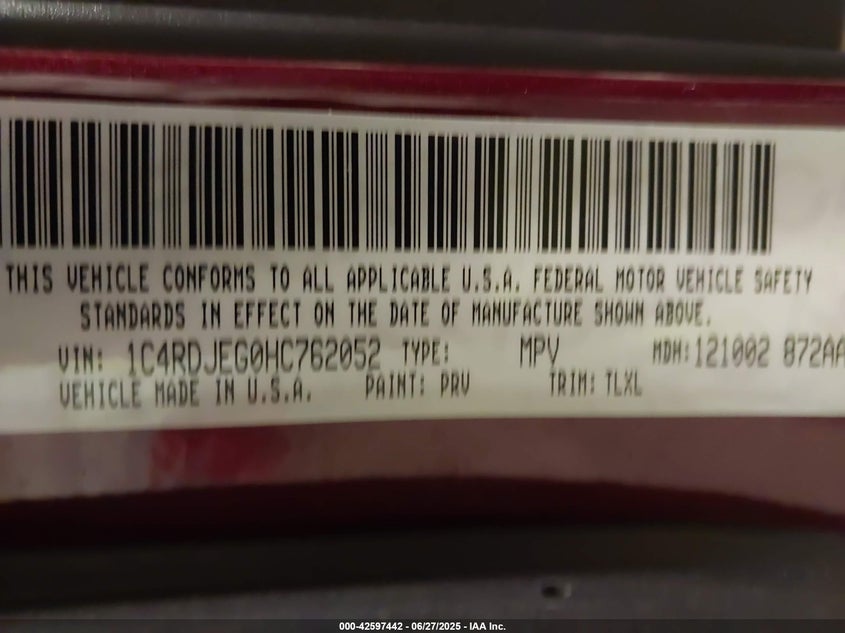 THIS VEHICLE CONFORMS TO ALL APPLICABLE U.S.A. FEDERAL MOTOR VEHICLE SAFETY
STANDARDS IN EFFECT ON THE DATE OF MANUFACTURE SHOWN ABOVE.
VIN: 1C4RDJEG0HC762052 TYPE: MPV MDH:121002 872AA
VEHICLE MADE IN U.S.A. PAINT: PRV TRIM: TLXL
000-42597442 - 06/27/2025 - IAA Inc.